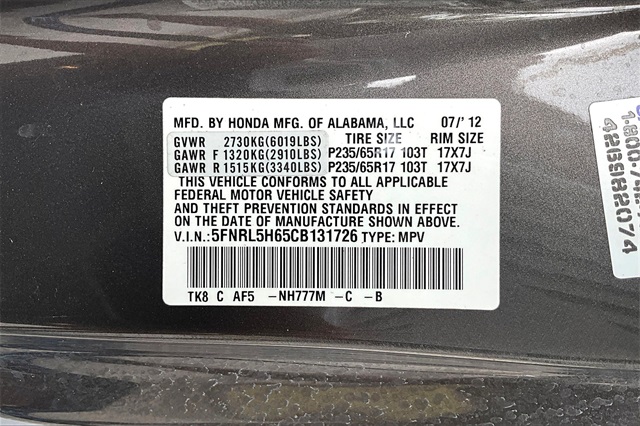 MFD. BY HONDA MFG. OF ALABAMA, LLC 07/'12
GVWR 2730KG(6019LBS) TIRE SIZE RIM SIZE
GAWR F 1320KG(2910LBS) P235/65R17 103T 17X7J
GAWR R 1515KG(3340LBS) P235/65R17 103T 17X7J
THIS VEHICLE CONFORMS TO ALL APPLICABLE
FEDERAL MOTOR VEHICLE SAFETY
AND THEFT PREVENTION STANDARDS IN EFFECT
ON THE DATE OF MANUFACTURE SHOWN ABOVE.
V.I.N.: 5FNRL5H65CB131726 TYPE: MPV
TK8 C AF5 -NH777M -C -B
42B982074